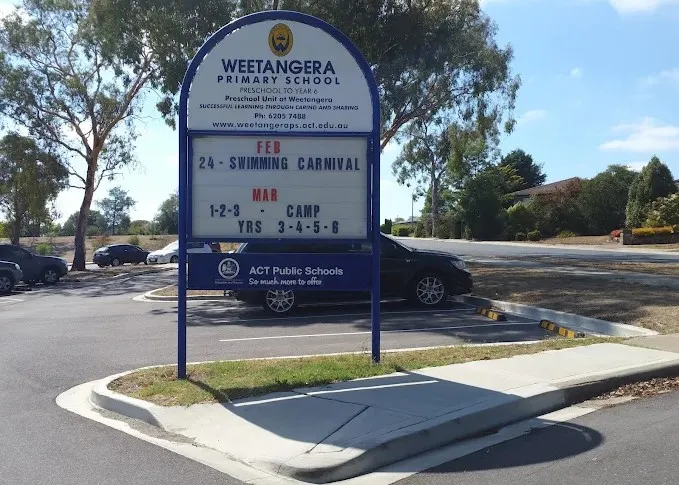 WEETANGERA
PRIMARY SCHOOL
PRESCHOOL TO YEAR 6
Preschool Unit at Weetangera
SUCCESSFUL LEARNING THROUGH CARING AND SHARING
Ph: 6205 7488
www.weetangeraps.act.edu.au
FEB
24 - SWIMMING CARNIVAL
MAR
1-2-3 - CAMP
YRS 3-4-5-6
ACT Public Schools
So much more to offer